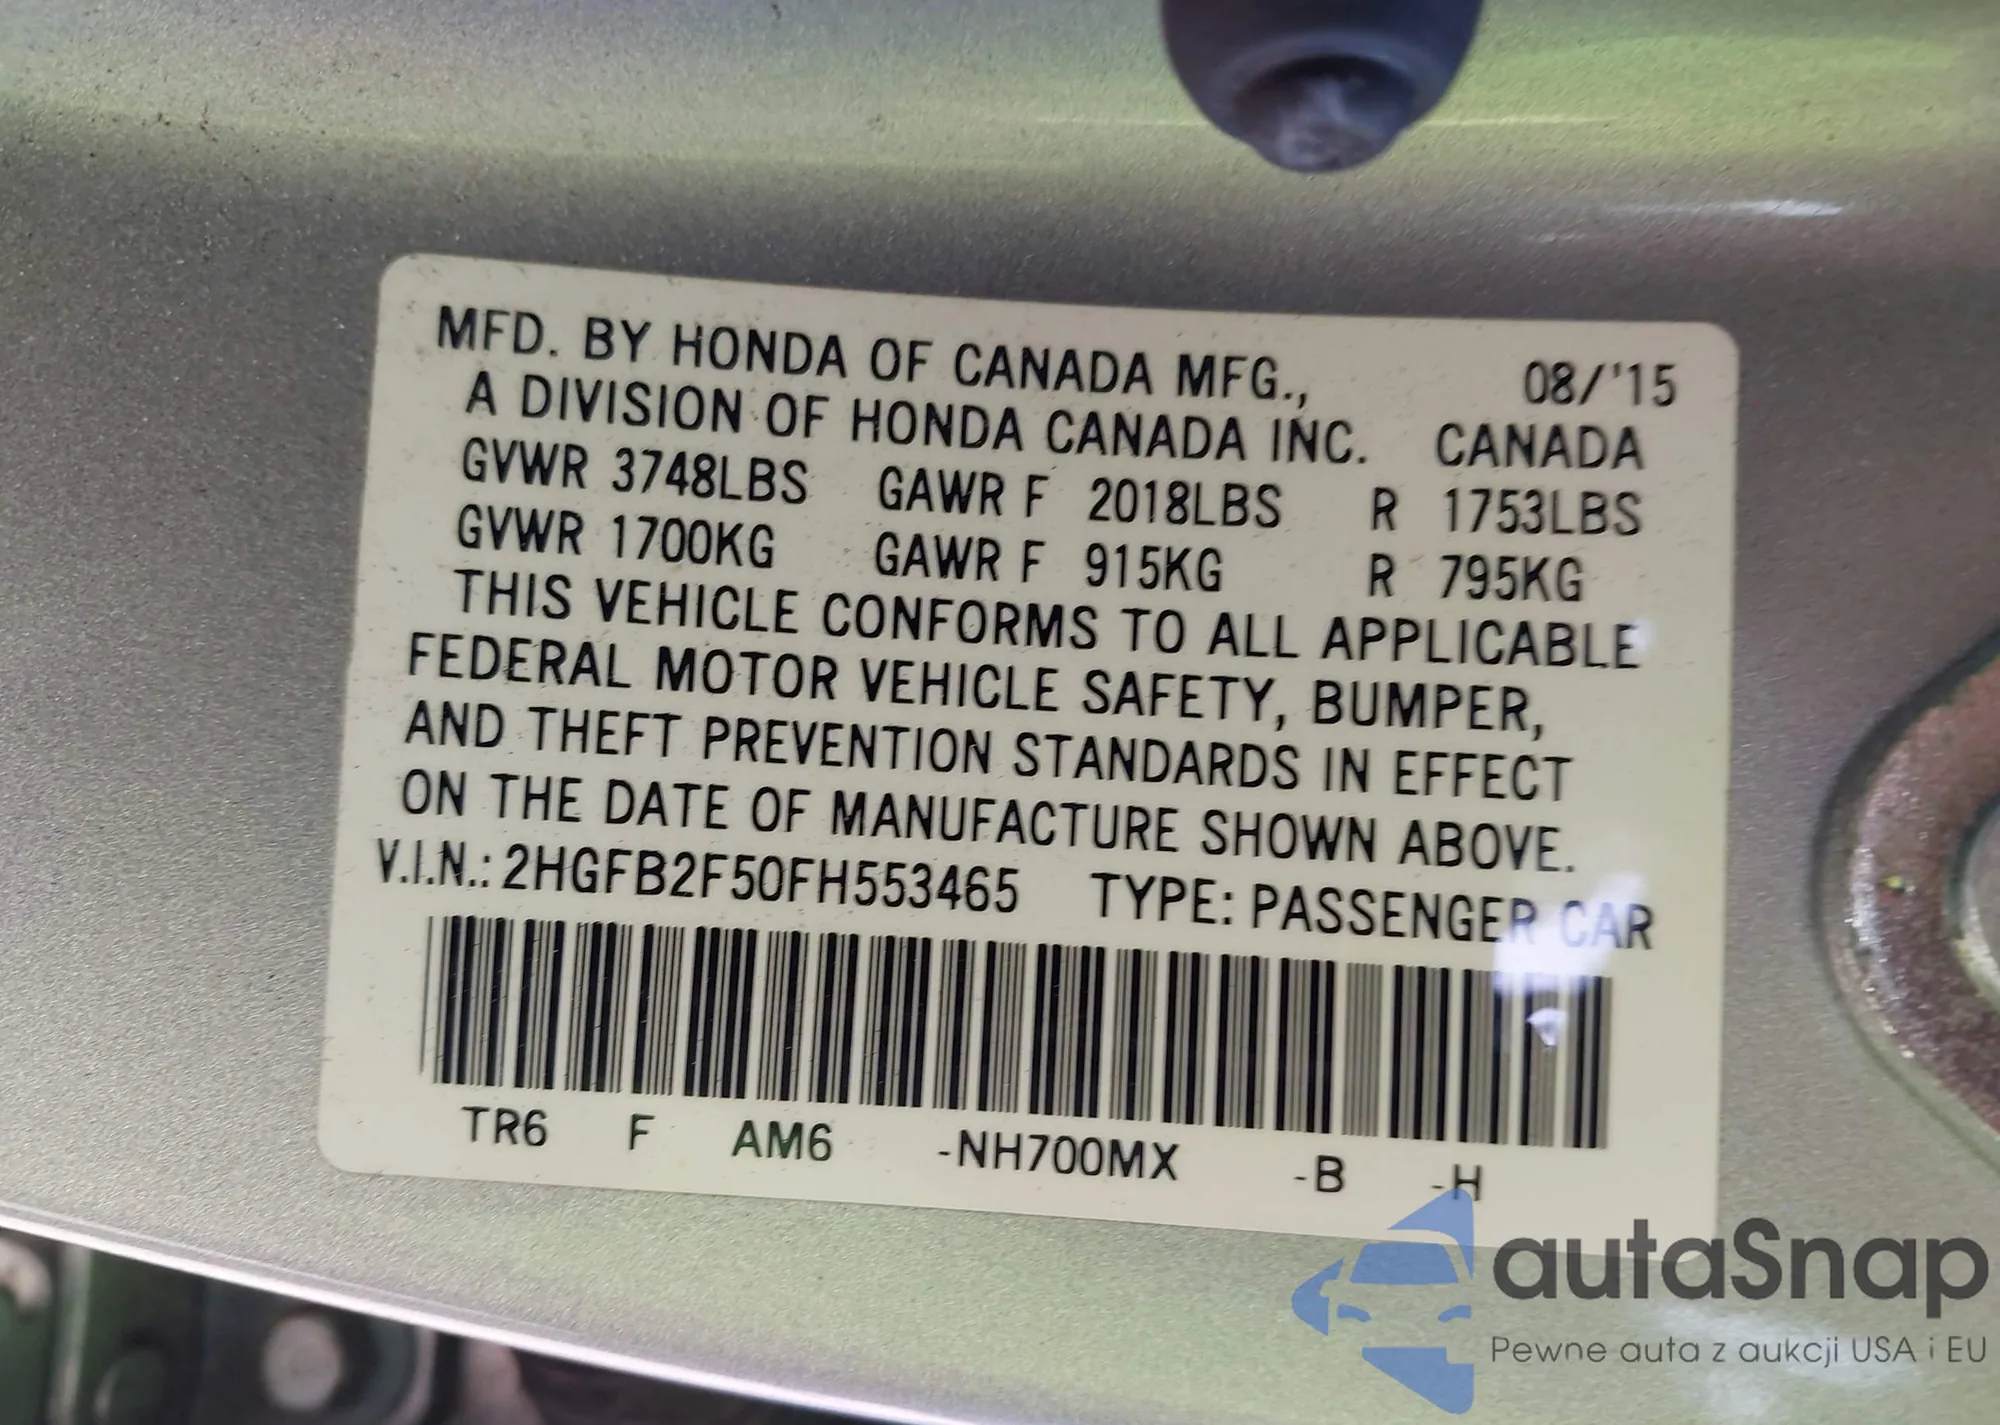 MFD. BY HONDA OF CANADA MFG., 08/'15
A DIVISION OF HONDA CANADA INC. CANADA
GVWR 3748LBS GAWR F 2018LBS R 1753LBS
GVWR 1700KG GAWR F 915KG R 795KG
THIS VEHICLE CONFORMS TO ALL APPLICABLE
FEDERAL MOTOR VEHICLE SAFETY, BUMPER,
AND THEFT PREVENTION STANDARDS IN EFFECT
ON THE DATE OF MANUFACTURE SHOWN ABOVE.
V.I.N.: 2HGFB2F50FH553465 TYPE: PASSENGER CAR
TR6 F AM6 -NH700MX -B -H
autaSnap
Pewne auta z aukcji USA i EU